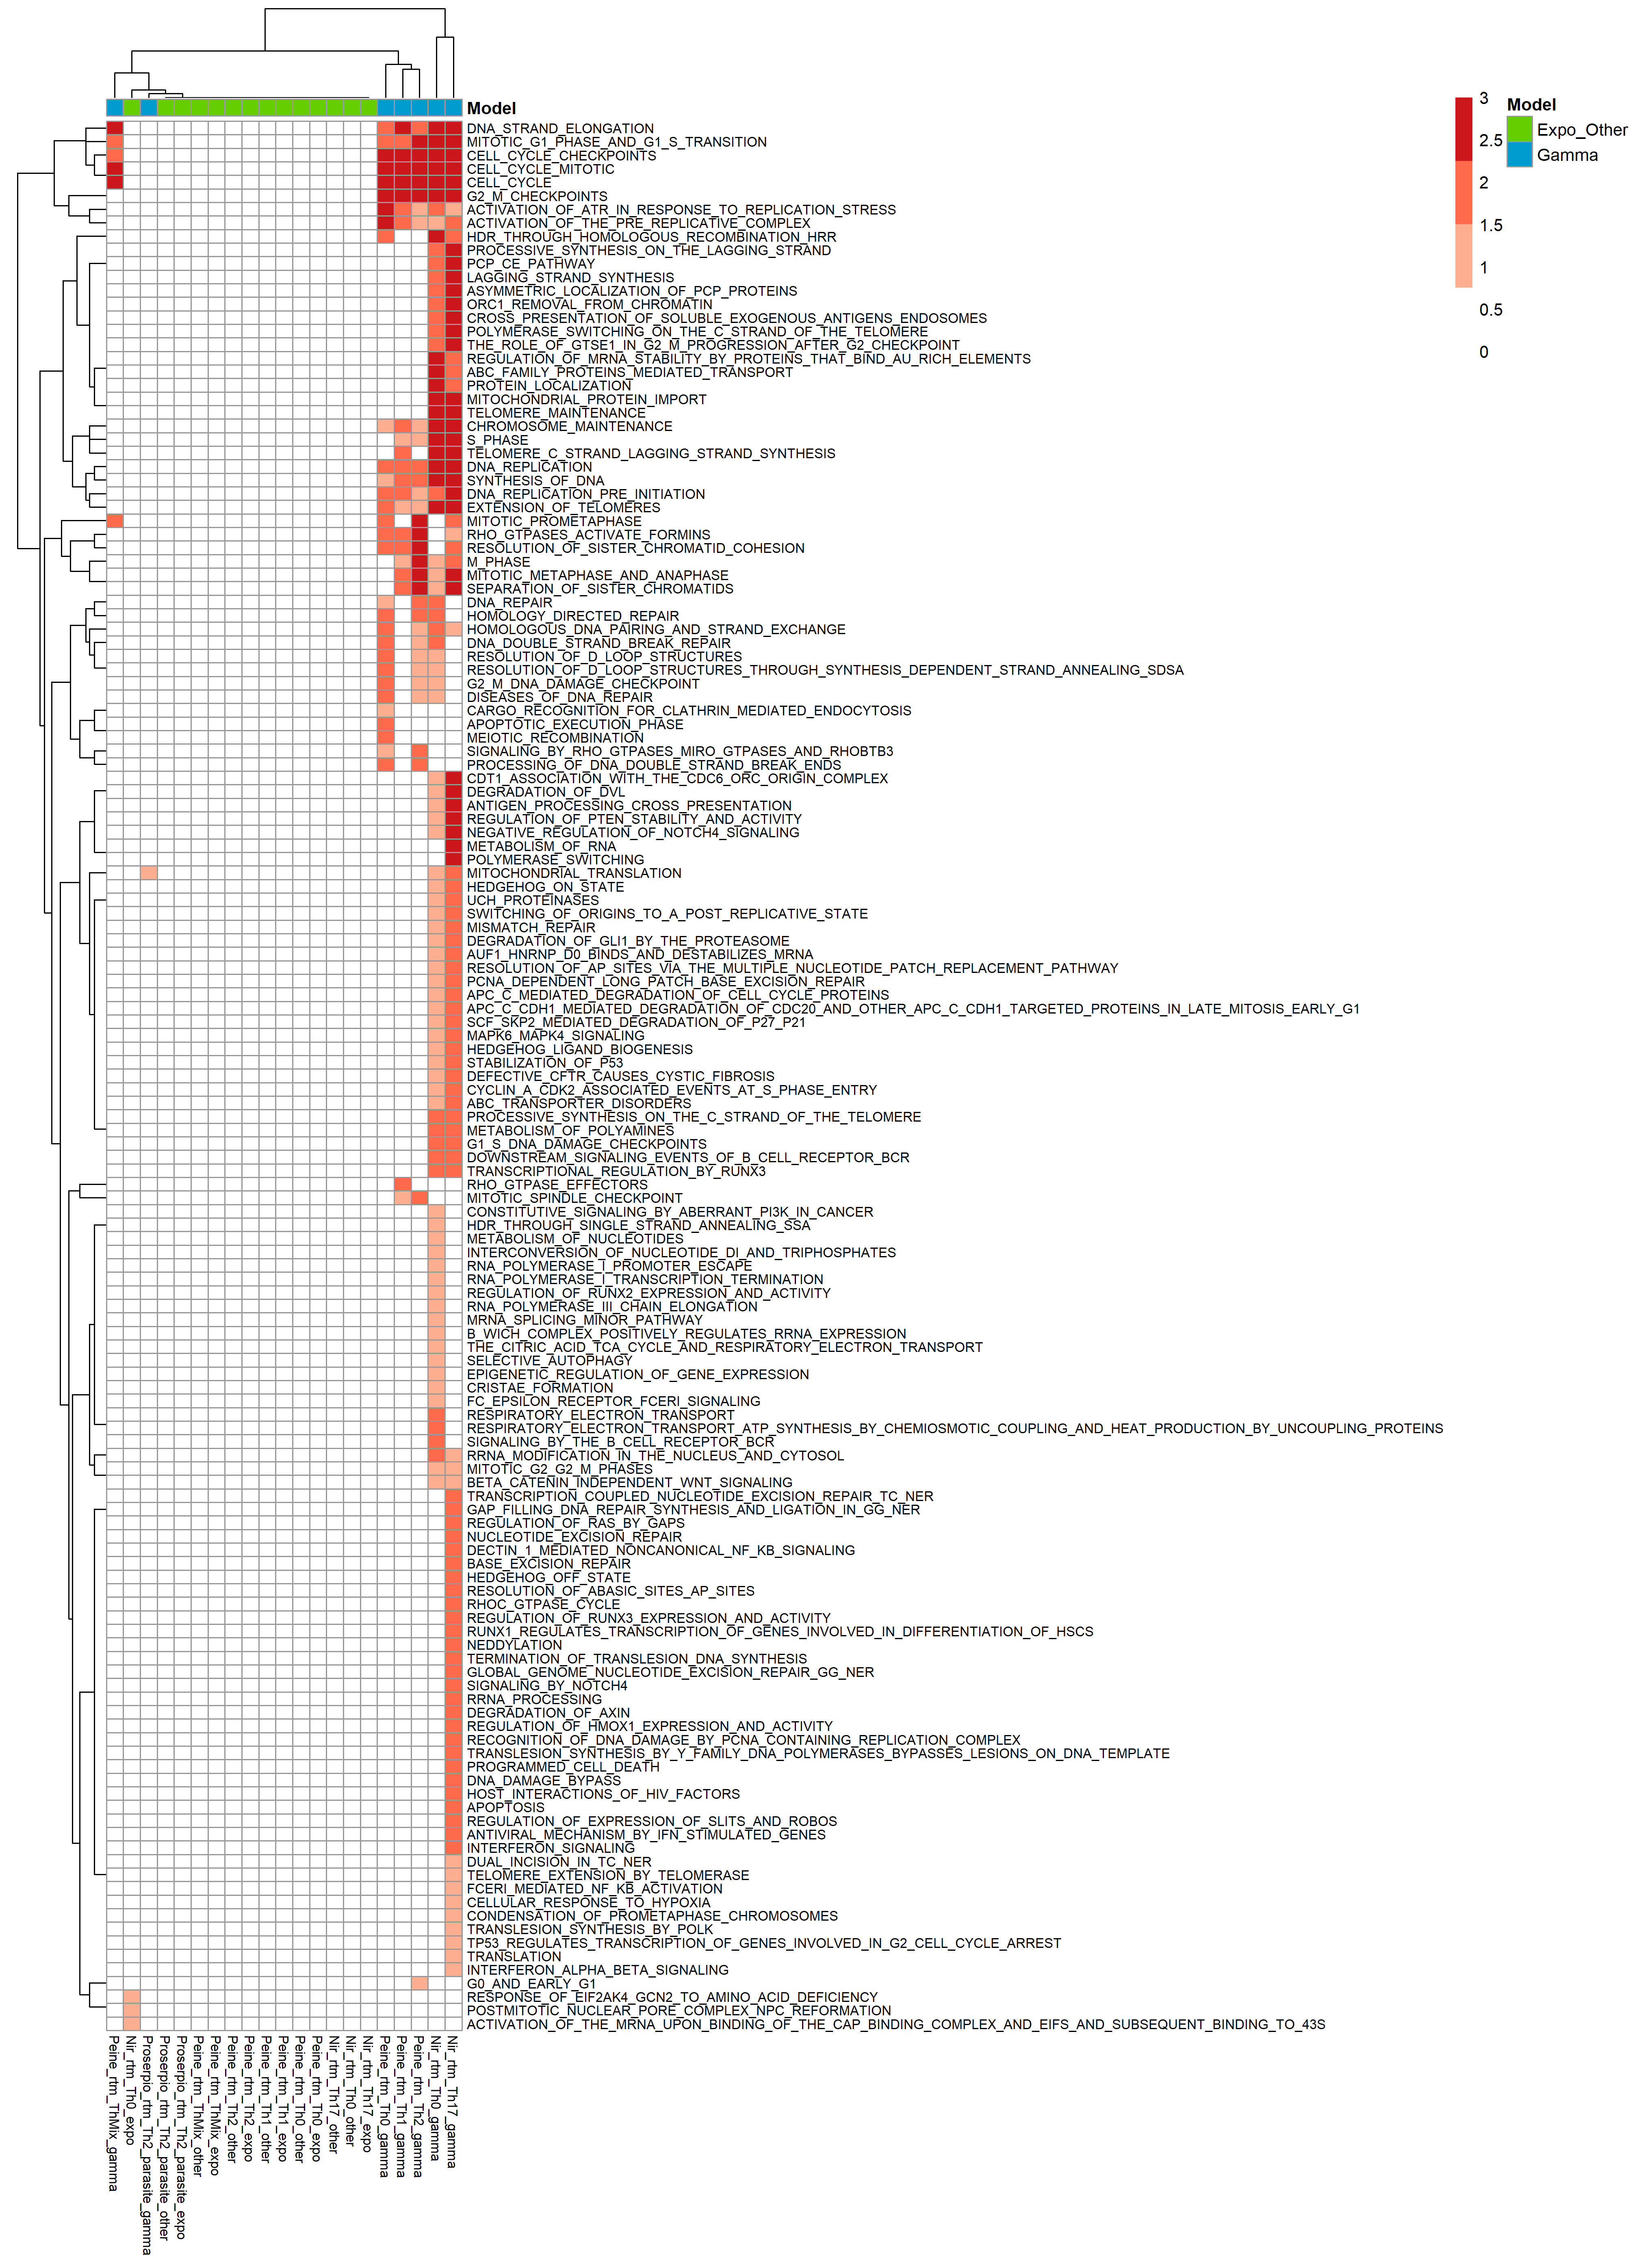 Model
DNA_STRAND_ELONGATION
MITOTIC_G1_PHASE_AND_G1_S_TRANSITION
CELL_CYCLE_CHECKPOINTS
CELL_CYCLE_MITOTIC
CELL_CYCLE
G2_M_CHECKPOINTS
ACTIVATION_OF_ATR_IN_RESPONSE_TO_REPLICATION_STRESS
ACTIVATION_OF_THE_PRE_REPLICATIVE_COMPLEX
HDR_THROUGH_HOMOLOGOUS_RECOMBINATION_HRR
PROCESSIVE_SYNTHESIS_ON_THE_LAGGING_STRAND
PCP_CE_PATHWAY
LAGGING_STRAND_SYNTHESIS
ASYMMETRIC_LOCALIZATION_OF_PCP_PROTEINS
ORC1_REMOVAL_FROM_CHROMATIN
CROSS_PRESENTATION_OF_SOLUBLE_EXOGENOUS_ANTIGENS_ENDOSOMES
POLYMERASE_SWITCHING_ON_THE_C_STRAND_OF_THE_TELOMERE
THE_ROLE_OF_GTSE1_IN_G2_M_PROGRESSION_AFTER_G2_CHECKPOINT
REGULATION_OF_MRNA_STABILITY_BY_PROTEINS_THAT_BIND_AU_RICH_ELEMENTS
ABC_FAMILY_PROTEINS_MEDIATED_TRANSPORT
PROTEIN_LOCALIZATION
MITOCHONDRIAL_PROTEIN_IMPORT
TELOMERE_MAINTENANCE
CHROMOSOME_MAINTENANCE
S_PHASE
TELOMERE_C_STRAND_LAGGING_STRAND_SYNTHESIS
DNA_REPLICATION
SYNTHESIS_OF_DNA
DNA_REPLICATION_PRE_INITIATION
EXTENSION_OF_TELOMERES
MITOTIC_PROMETAPHASE
RHO_GTPASES_ACTIVATE_FORMINS
RESOLUTION_OF_SISTER_CHROMATID_COHESION
M_PHASE
MITOTIC_METAPHASE_AND_ANAPHASE
SEPARATION_OF_SISTER_CHROMATIDS
DNA_REPAIR
HOMOLOGY_DIRECTED_REPAIR
HOMOLOGOUS_DNA_PAIRING_AND_STRAND_EXCHANGE
DNA_DOUBLE_STRAND_BREAK_REPAIR
RESOLUTION_OF_D_LOOP_STRUCTURES
RESOLUTION_OF_D_LOOP_STRUCTURES_THROUGH_SYNTHESIS_DEPENDENT_STRAND_ANNEALING_SDSA
G2_M_DNA_DAMAGE_CHECKPOINT
DISEASES_OF_DNA_REPAIR
CARGO_RECOGNITION_FOR_CLATHRIN_MEDIATED_ENDOCYTOSIS
APOPTOTIC_EXECUTION_PHASE
MEIOTIC_RECOMBINATION
SIGNALING_BY_RHO_GTPASES_MIRO_GTPASES_AND_RHOBTB3
PROCESSING_OF_DNA_DOUBLE_STRAND_BREAK_ENDS
CDT1_ASSOCIATION_WITH_THE_CDC6_ORC_ORIGIN_COMPLEX
DEGRADATION_OF_DVL
ANTIGEN_PROCESSING_CROSS_PRESENTATION
REGULATION_OF_PTEN_STABILITY_AND_ACTIVITY
NEGATIVE_REGULATION_OF_NOTCH4_SIGNALING
METABOLISM_OF_RNA
POLYMERASE_SWITCHING
MITOCHONDRIAL_TRANSLATION
HEDGEHOG_ON_STATE
UCH_PROTEINASES
SWITCHING_OF_ORIGINS_TO_A_POST_REPLICATIVE_STATE
MISMATCH_REPAIR
DEGRADATION_OF_GLI1_BY_THE_PROTEASOME
AUF1_HNRNP_D0_BINDS_AND_DESTABILIZES_MRNA
RESOLUTION_OF_AP_SITES_VIA_THE_MULTIPLE_NUCLEOTIDE_PATCH_REPLACEMENT_PATHWAY
PCNA_DEPENDENT_LONG_PATCH_BASE_EXCISION_REPAIR
APC_C_MEDIATED_DEGRADATION_OF_CELL_CYCLE_PROTEINS
APC_C_CDH1_MEDIATED_DEGRADATION_OF_CDC20_AND_OTHER_APC_C_CDH1_TARGETED_PROTEINS_IN_LATE_MITOSIS_EARLY_G1
SCF_SKP2_MEDIATED_DEGRADATION_OF_P27_P21
MAPK6_MAPK4_SIGNALING
HEDGEHOG_LIGAND_BIOGENESIS
STABILIZATION_OF_P53
DEFECTIVE_CFTR_CAUSES_CYSTIC_FIBROSIS
CYCLIN_A_CDK2_ASSOCIATED_EVENTS_AT_S_PHASE_ENTRY
ABC_TRANSPORTER_DISORDERS
PROCESSIVE_SYNTHESIS_ON_THE_C_STRAND_OF_THE_TELOMERE
METABOLISM_OF_POLYAMINES
G1_S_DNA_DAMAGE_CHECKPOINTS
DOWNSTREAM_SIGNALING_EVENTS_OF_B_CELL_RECEPTOR_BCR
TRANSCRIPTIONAL_REGULATION_BY_RUNX3
RHO_GTPASE_EFFECTORS
MITOTIC_SPINDLE_CHECKPOINT
CONSTITUTIVE_SIGNALING_BY_ABERRANT_PI3K_IN_CANCER
HDR_THROUGH_SINGLE_STRAND_ANNEALING_SSA
METABOLISM_OF_NUCLEOTIDES
INTERCONVERSION_OF_NUCLEOTIDE_DI_AND_TRIPHOSPHATES
RNA_POLYMERASE_I_PROMOTER_ESCAPE
RNA_POLYMERASE_I_TRANSCRIPTION_TERMINATION
REGULATION_OF_RUNX2_EXPRESSION_AND_ACTIVITY
RNA_POLYMERASE_III_CHAIN_ELONGATION
MRNA_SPLICING_MINOR_PATHWAY
B_WICH_COMPLEX_POSITIVELY_REGULATES_RRNA_EXPRESSION
THE_CITRIC_ACID_TCA_CYCLE_AND_RESPIRATORY_ELECTRON_TRANSPORT
SELECTIVE_AUTOPHAGY
EPIGENETIC_REGULATION_OF_GENE_EXPRESSION
CRISTAE_FORMATION
FC_EPSILON_RECEPTOR_FCERI_SIGNALING
RESPIRATORY_ELECTRON_TRANSPORT
RESPIRATORY_ELECTRON_TRANSPORT_ATP_SYNTHESIS_BY_CHEMIOSMOTIC_COUPLING_AND_HEAT_PRODUCTION_BY_UNCOUPLING_PROTEINS
SIGNALING_BY_THE_B_CELL_RECEPTOR_BCR
RRNA_MODIFICATION_IN_THE_NUCLEUS_AND_CYTOSOL
MITOTIC_G2_G2_M_PHASES
BETA_CATENIN_INDEPENDENT_WNT_SIGNALING
TRANSCRIPTION_COUPLED_NUCLEOTIDE_EXCISION_REPAIR_TC_NER
GAP_FILLING_DNA_REPAIR_SYNTHESIS_AND_LIGATION_IN_GG_NER
REGULATION_OF_RAS_BY_GAPS
NUCLEOTIDE_EXCISION_REPAIR
DECTIN_1_MEDIATED_NONCANONICAL_NF_KB_SIGNALING
BASE_EXCISION_REPAIR
HEDGEHOG_OFF_STATE
RESOLUTION_OF_ABASIC_SITES_AP_SITES
RHOC_GTPASE_CYCLE
REGULATION_OF_RUNX3_EXPRESSION_AND_ACTIVITY
RUNX1_REGULATES_TRANSCRIPTION_OF_GENES_INVOLVED_IN_DIFFERENTIATION_OF_HSCS
NEDDYLATION
TERMINATION_OF_TRANSLESION_DNA_SYNTHESIS
GLOBAL_GENOME_NUCLEOTIDE_EXCISION_REPAIR_GG_NER
SIGNALING_BY_NOTCH4
RRNA_PROCESSING
DEGRADATION_OF_AXIN
REGULATION_OF_HMOX1_EXPRESSION_AND_ACTIVITY
RECOGNITION_OF_DNA_DAMAGE_BY_PCNA_CONTAINING_REPLICATION_COMPLEX
TRANSLESION_SYNTHESIS_BY_Y_FAMILY_DNA_POLYMERASES_BYPASSES_LESIONS_ON_DNA_TEMPLATE
PROGRAMMED_CELL_DEATH
DNA_DAMAGE_BYPASS
HOST_INTERACTIONS_OF_HIV_FACTORS
APOPTOSIS
REGULATION_OF_EXPRESSION_OF_SLITS_AND_ROBOS
ANTIVIRAL_MECHANISM_BY_IFN_STIMULATED_GENES
INTERFERON_SIGNALING
DUAL_INCISION_IN_TC_NER
TELOMERE_EXTENSION_BY_TELOMERASE
FCERI_MEDIATED_NF_KB_ACTIVATION
CELLULAR_RESPONSE_TO_HYPOXIA
CONDENSATION_OF_PROMETAPHASE_CHROMOSOMES
TRANSLESION_SYNTHESIS_BY_POLK
TP53_REGULATES_TRANSCRIPTION_OF_GENES_INVOLVED_IN_G2_CELL_CYCLE_ARREST
TRANSLATION
INTERFERON_ALPHA_BETA_SIGNALING
G0_AND_EARLY_G1
RESPONSE_OF_EIF2AK4_GCN2_TO_AMINO_ACID_DEFICIENCY
POSTMITOTIC_NUCLEAR_PORE_COMPLEX_NPC_REFORMATION
ACTIVATION_OF_THE_MRNA_UPON_BINDING_OF_THE_CAP_BINDING_COMPLEX_AND_EIFS_AND_SUBSEQUENT_BINDING_TO_43S
Peine_rtm_ThMix_gamma
Nir_rtm_Th0_expo
Proserpio_rtm_Th2_parasite_gamma
Proserpio_rtm_Th2_parasite_other
Proserpio_rtm_Th2_parasite_expo
Peine_rtm_ThMix_other
Peine_rtm_ThMix_expo
Peine_rtm_Th2_other
Peine_rtm_Th2_expo
Peine_rtm_Th1_other
Peine_rtm_Th1_expo
Peine_rtm_Th0_other
Peine_rtm_Th0_expo
Nir_rtm_Th17_other
Nir_rtm_Th0_other
Nir_rtm_Th17_expo
Peine_rtm_Th0_gamma
Peine_rtm_Th1_gamma
Peine_rtm_Th2_gamma
Nir_rtm_Th0_gamma
Nir_rtm_Th17_gamma
3
2.5
2
1.5
1
0.5
0
Model
Expo_Other
Gamma